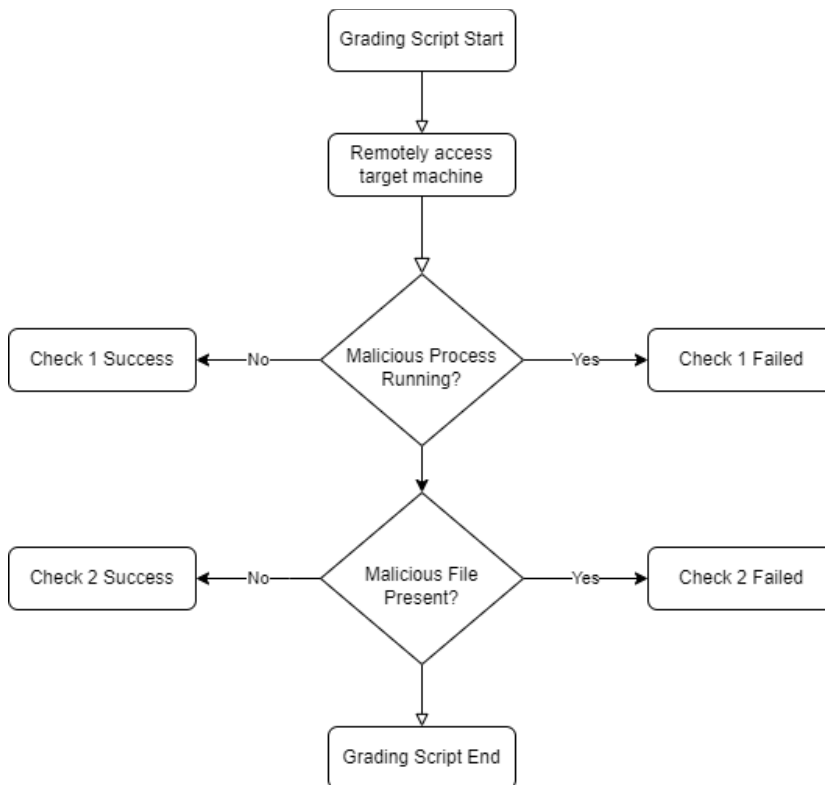 Grading Script Start
Remotely access
target machine
Malicious Process
Running?
No
Yes
Check 1 Success
Check 1 Failed
Malicious File
Present?
No
Yes
Check 2 Success
Check 2 Failed
Grading Script End